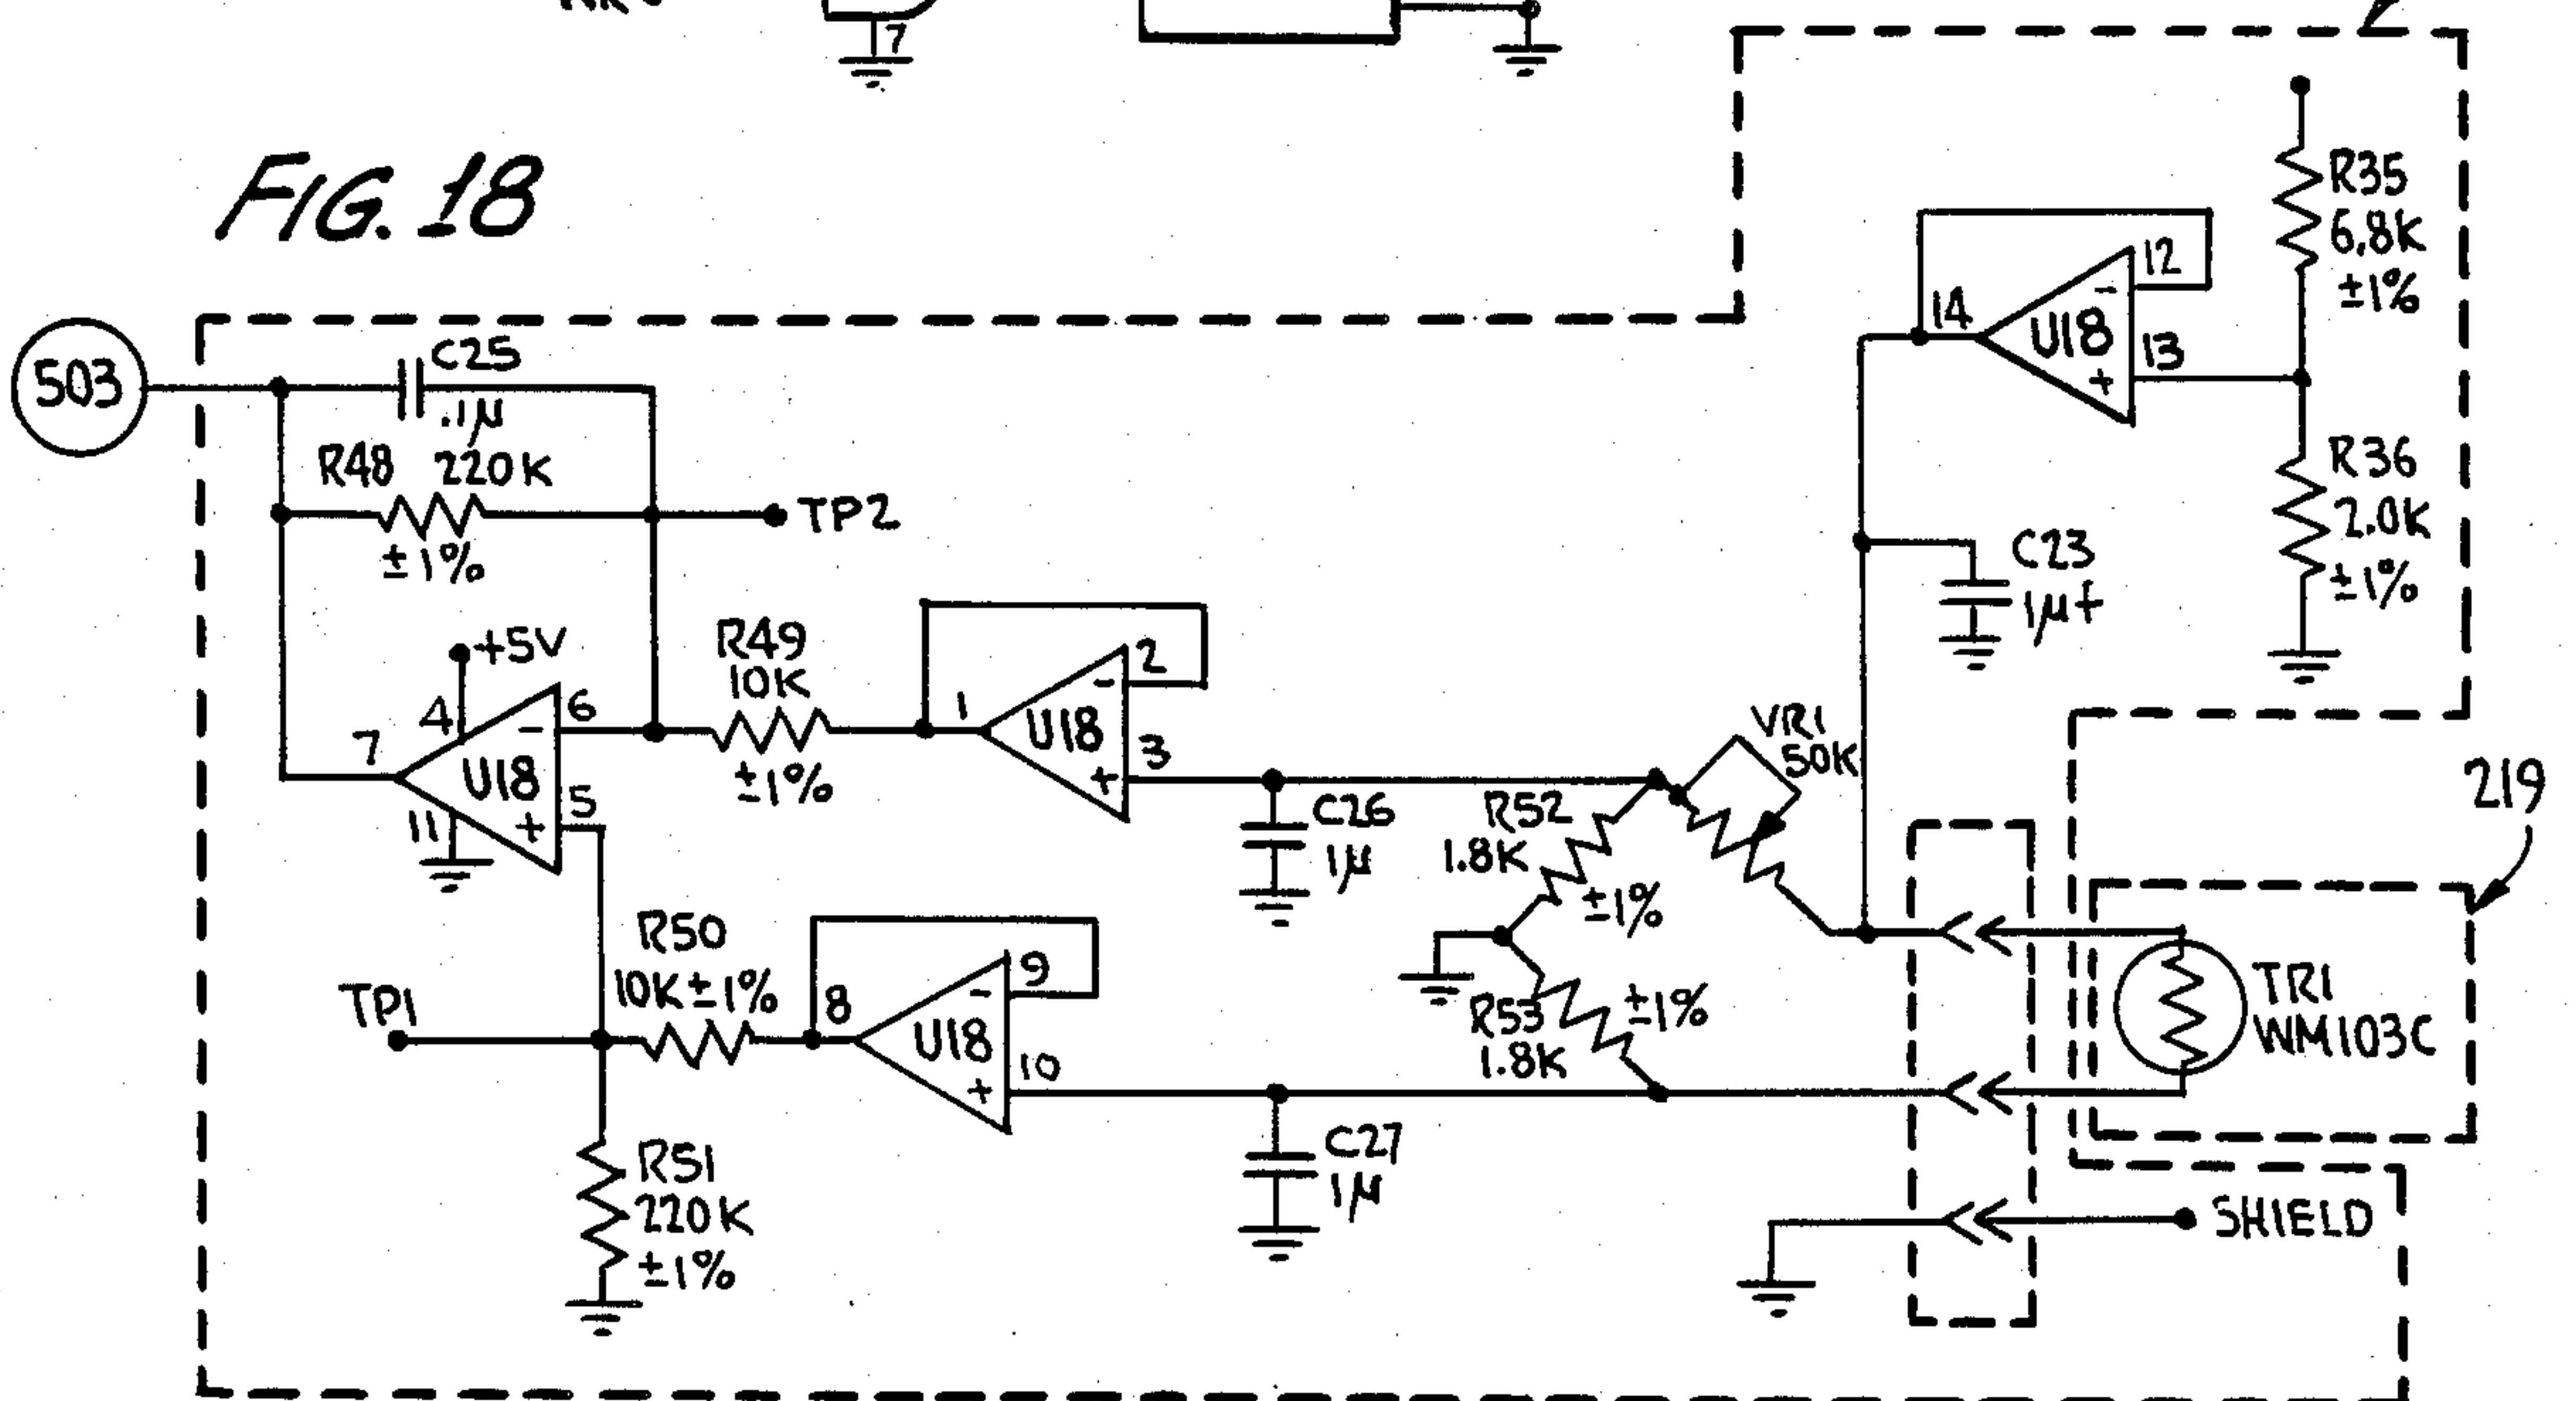 7
FIG. 18
R35
6.8K
±1%
12
14
U18
13
+
-
503
C25
.1µ
R36
2.0K
±1%
R48 220K
±1%
TP2
C23
1µf
+5V
R49
10K
±1%
2
1
U18
3
-
+
VR1
50K
4
6
7
U18
5
11
-
+
219
C26
1µ
R52
1.8K
±1%
R50
10K±1%
9
8
U18
10
-
+
TP1
R53
1.8K
±1%
TR1
WM103C
C27
1µ
R51
220K
±1%
SHIELD